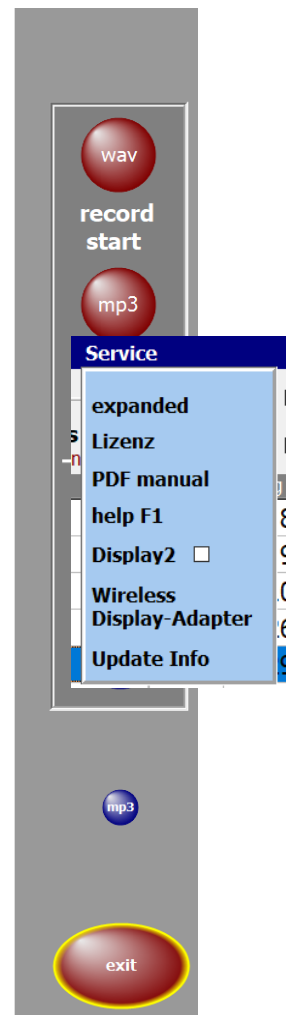 wav
record
start
mp3
Service
expanded
Lizenz
PDF manual
help F1
Display2
Wireless
Display-Adapter
Update Info
mp3
exit